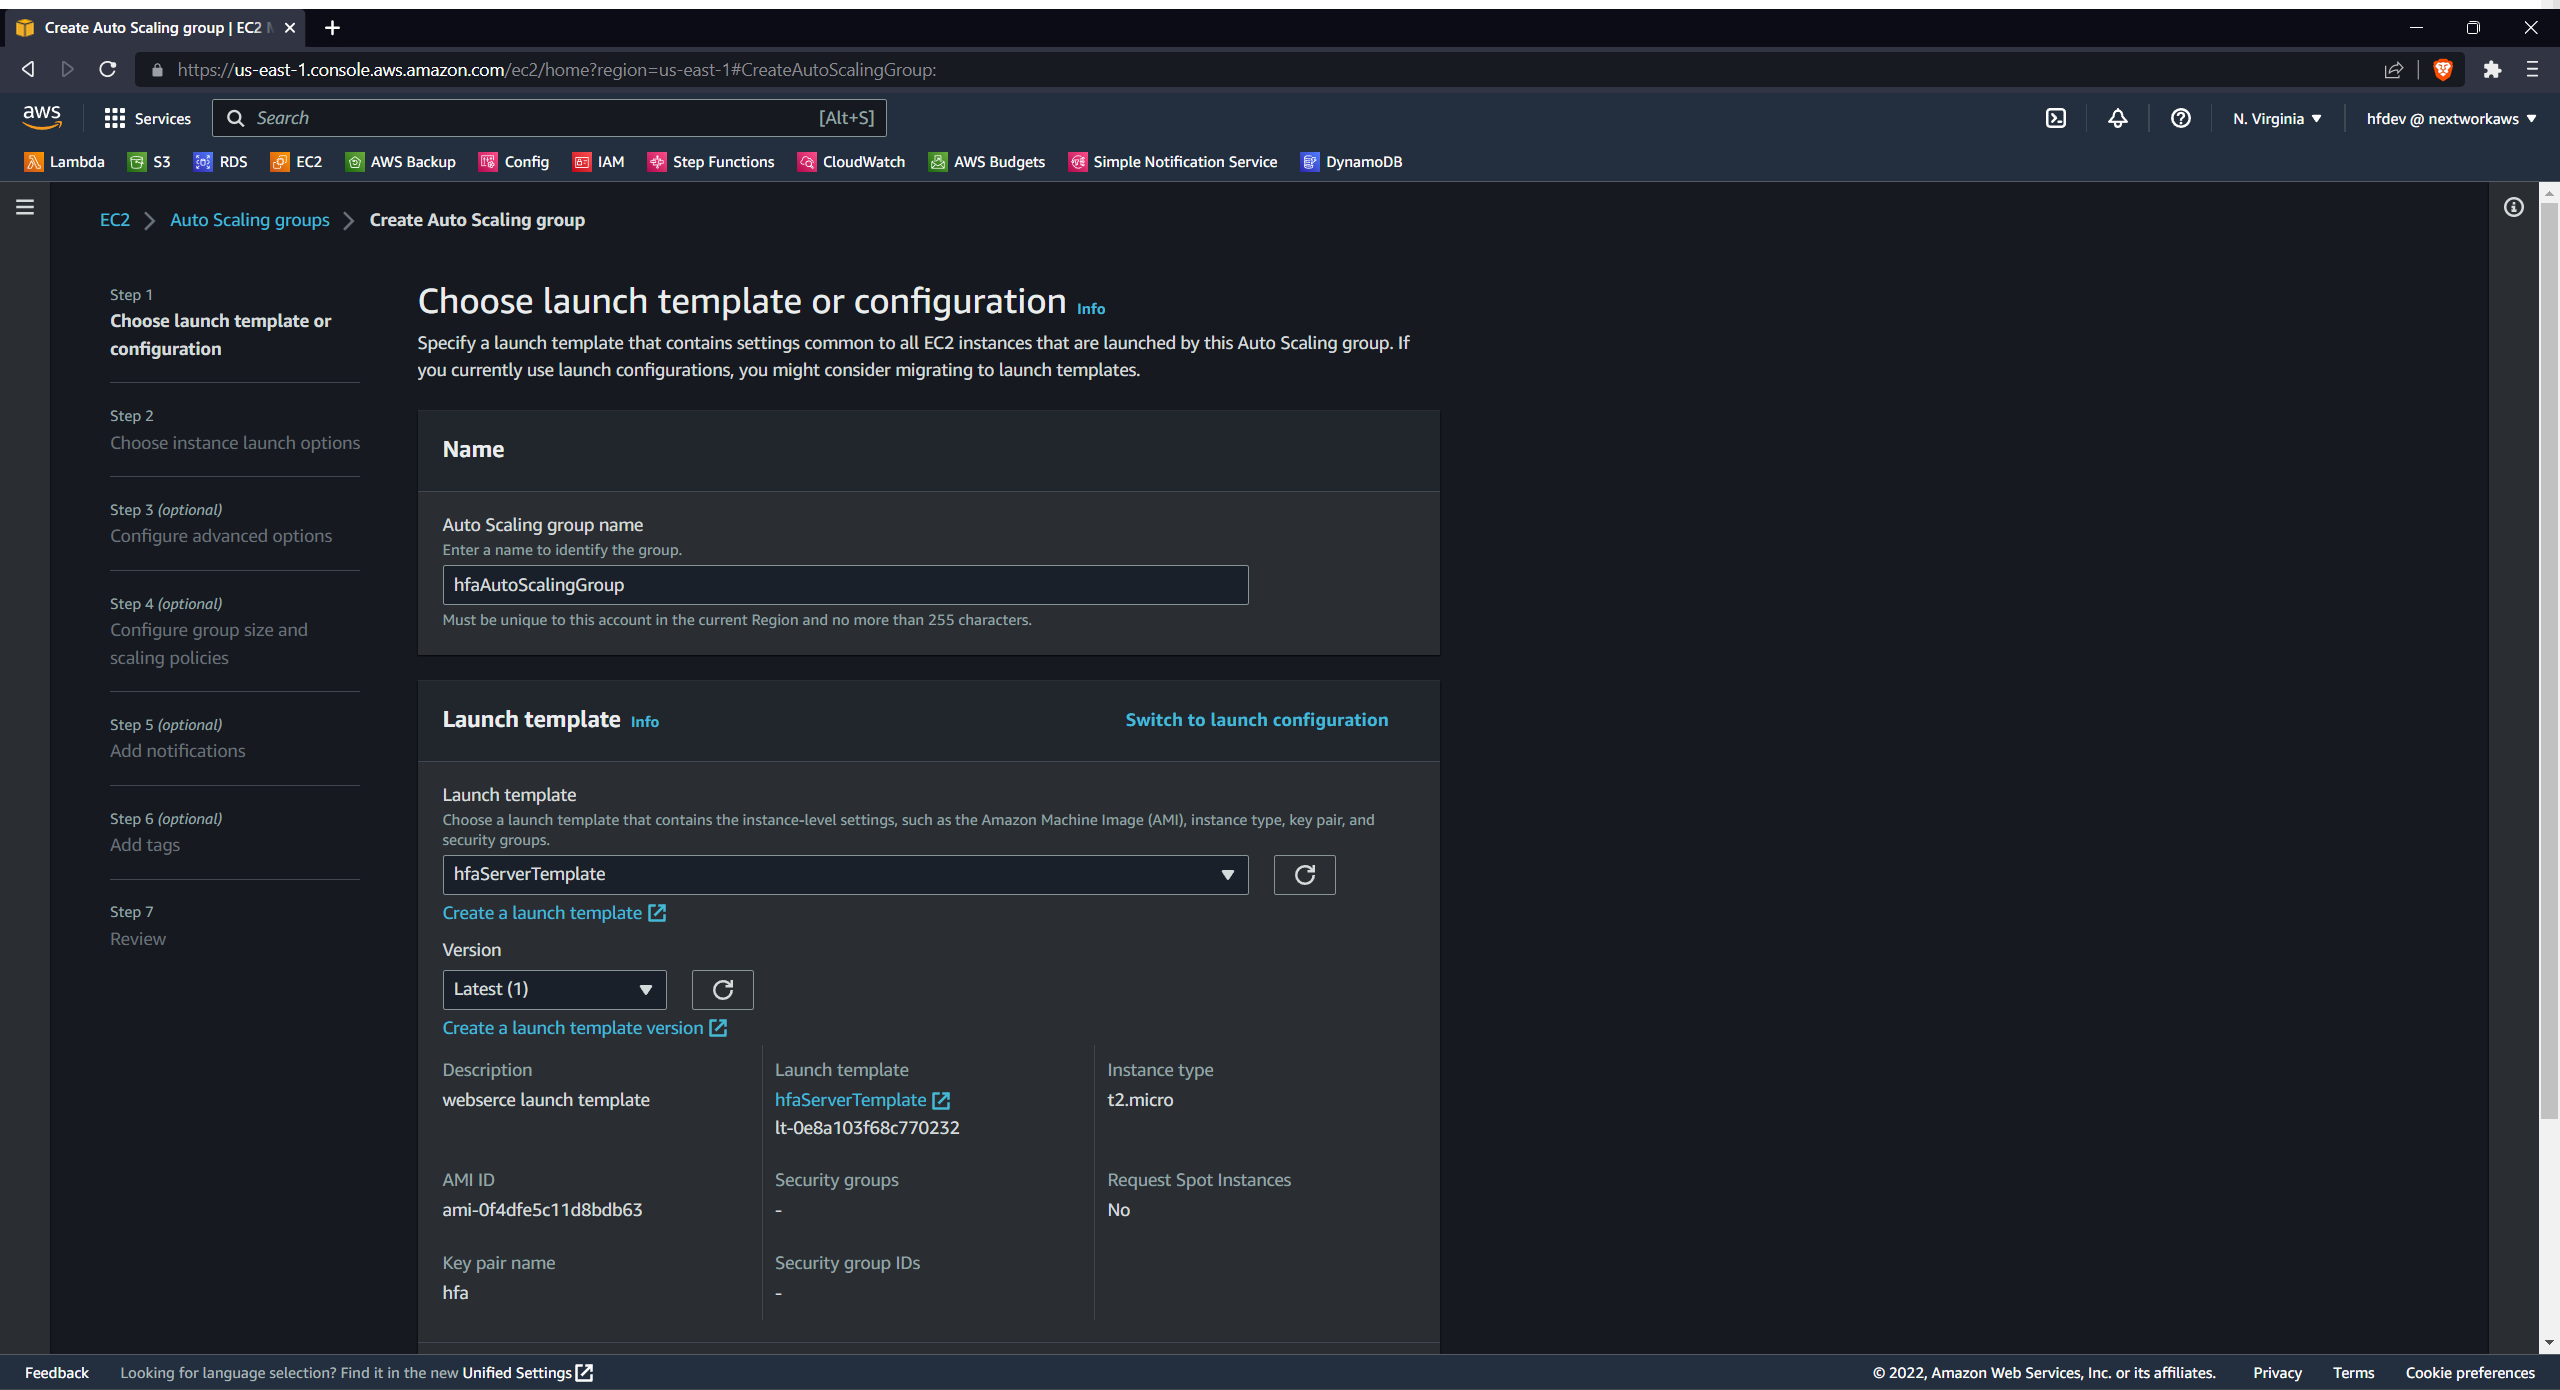 Create Auto Scaling group | EC2
https://us-east-1.console.aws.amazon.com/ec2/home?region=us-east-1#CreateAutoScalingGroup:
aws Services Search [Alt+S] N. Virginia hfdev @ nextworkaws
Lambda S3 RDS EC2 AWS Backup Config IAM Step Functions CloudWatch AWS Budgets Simple Notification Service DynamoDB
EC2 Auto Scaling groups Create Auto Scaling group
Step 1
Choose launch template or
configuration
Step 2
Choose instance launch options
Step 3 (optional)
Configure advanced options
Step 4 (optional)
Configure group size and
scaling policies
Step 5 (optional)
Add notifications
Step 6 (optional)
Add tags
Step 7
Review
Choose launch template or configuration Info
Specify a launch template that contains settings common to all EC2 instances that are launched by this Auto Scaling group. If
you currently use launch configurations, you might consider migrating to launch templates.
Name
Auto Scaling group name
Enter a name to identify the group.
hfaAutoScalingGroup
Must be unique to this account in the current Region and no more than 255 characters.
Launch template Info Switch to launch configuration
Launch template
Choose a launch template that contains the instance-level settings, such as the Amazon Machine Image (AMI), instance type, key pair, and
security groups.
hfaServerTemplate
Create a launch template
Version
Latest (1)
Create a launch template version
Description Launch template Instance type
webserce launch template hfaServerTemplate t2.micro
lt-0e8a103f68c770232
AMI ID Security groups Request Spot Instances
ami-0f4dfe5c11d8bdb63 - No
Key pair name Security group IDs
hfa -
Feedback Looking for language selection? Find it in the new Unified Settings © 2022, Amazon Web Services, Inc. or its affiliates. Privacy Terms Cookie preferences